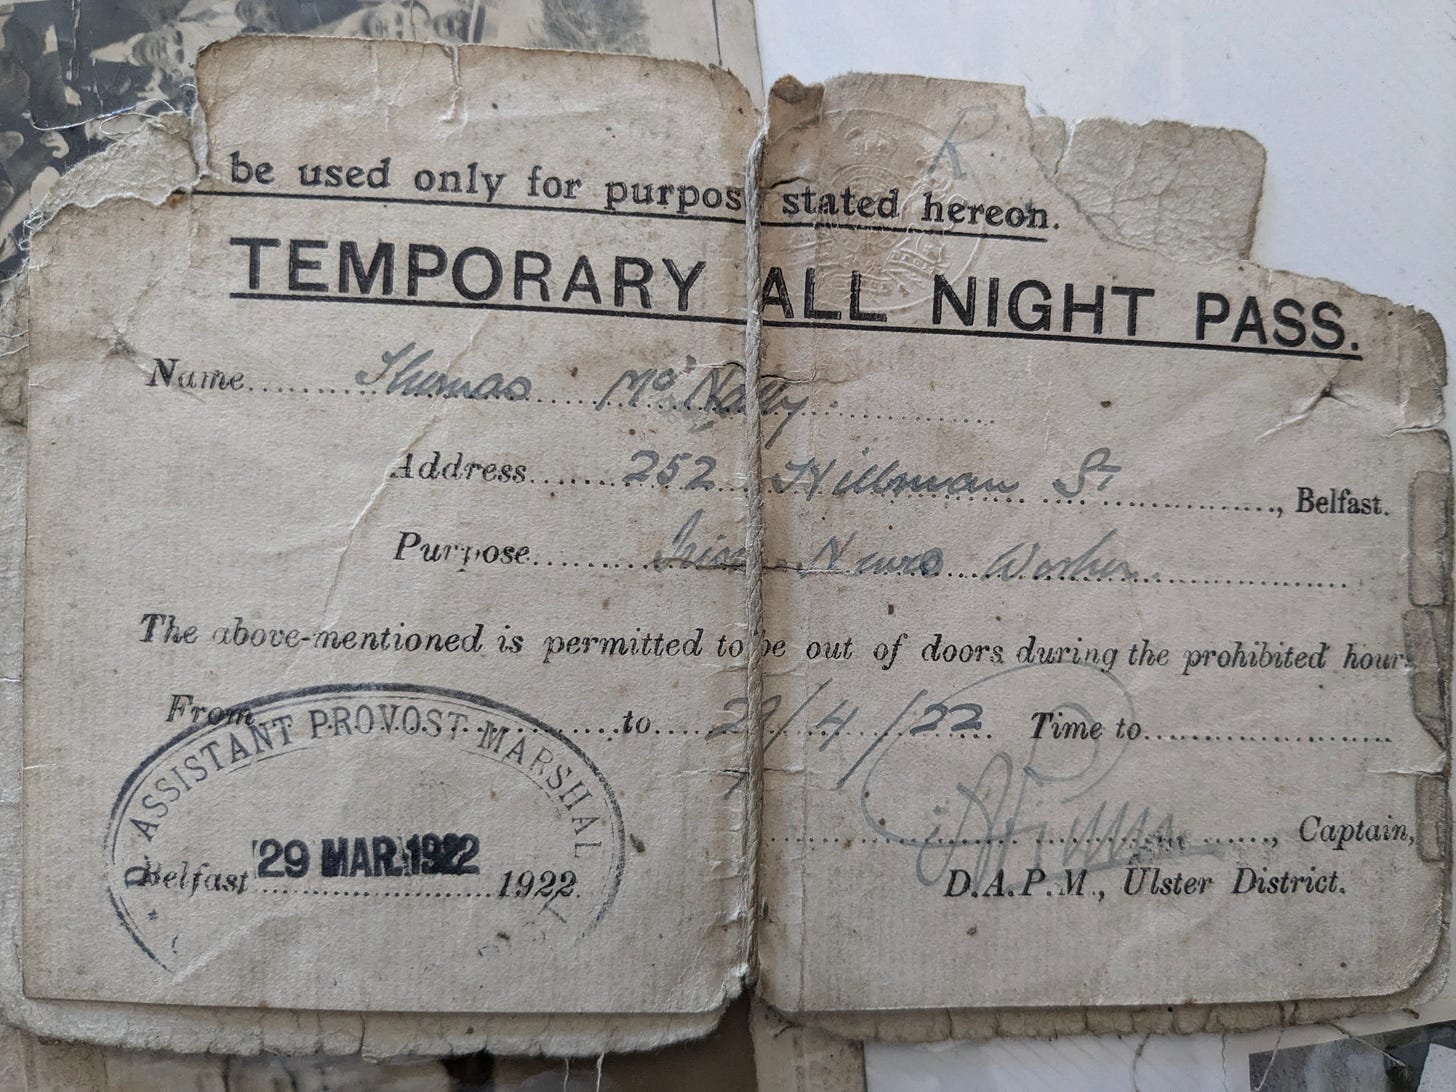 R
be used only for purpos stated hereon.
TEMPORARY ALL NIGHT PASS.
Name Thomas McNally
Address 252 Hillman St, Belfast.
Purpose Irish News Worker
The above-mentioned is permitted to be out of doors during the prohibited hour
From to 29/4/22 Time to
D. ASSISTANT PROVOST MARSHAL
Belfast 29 MAR.1922 1922
Captain,
D.A.P.M., Ulster District.